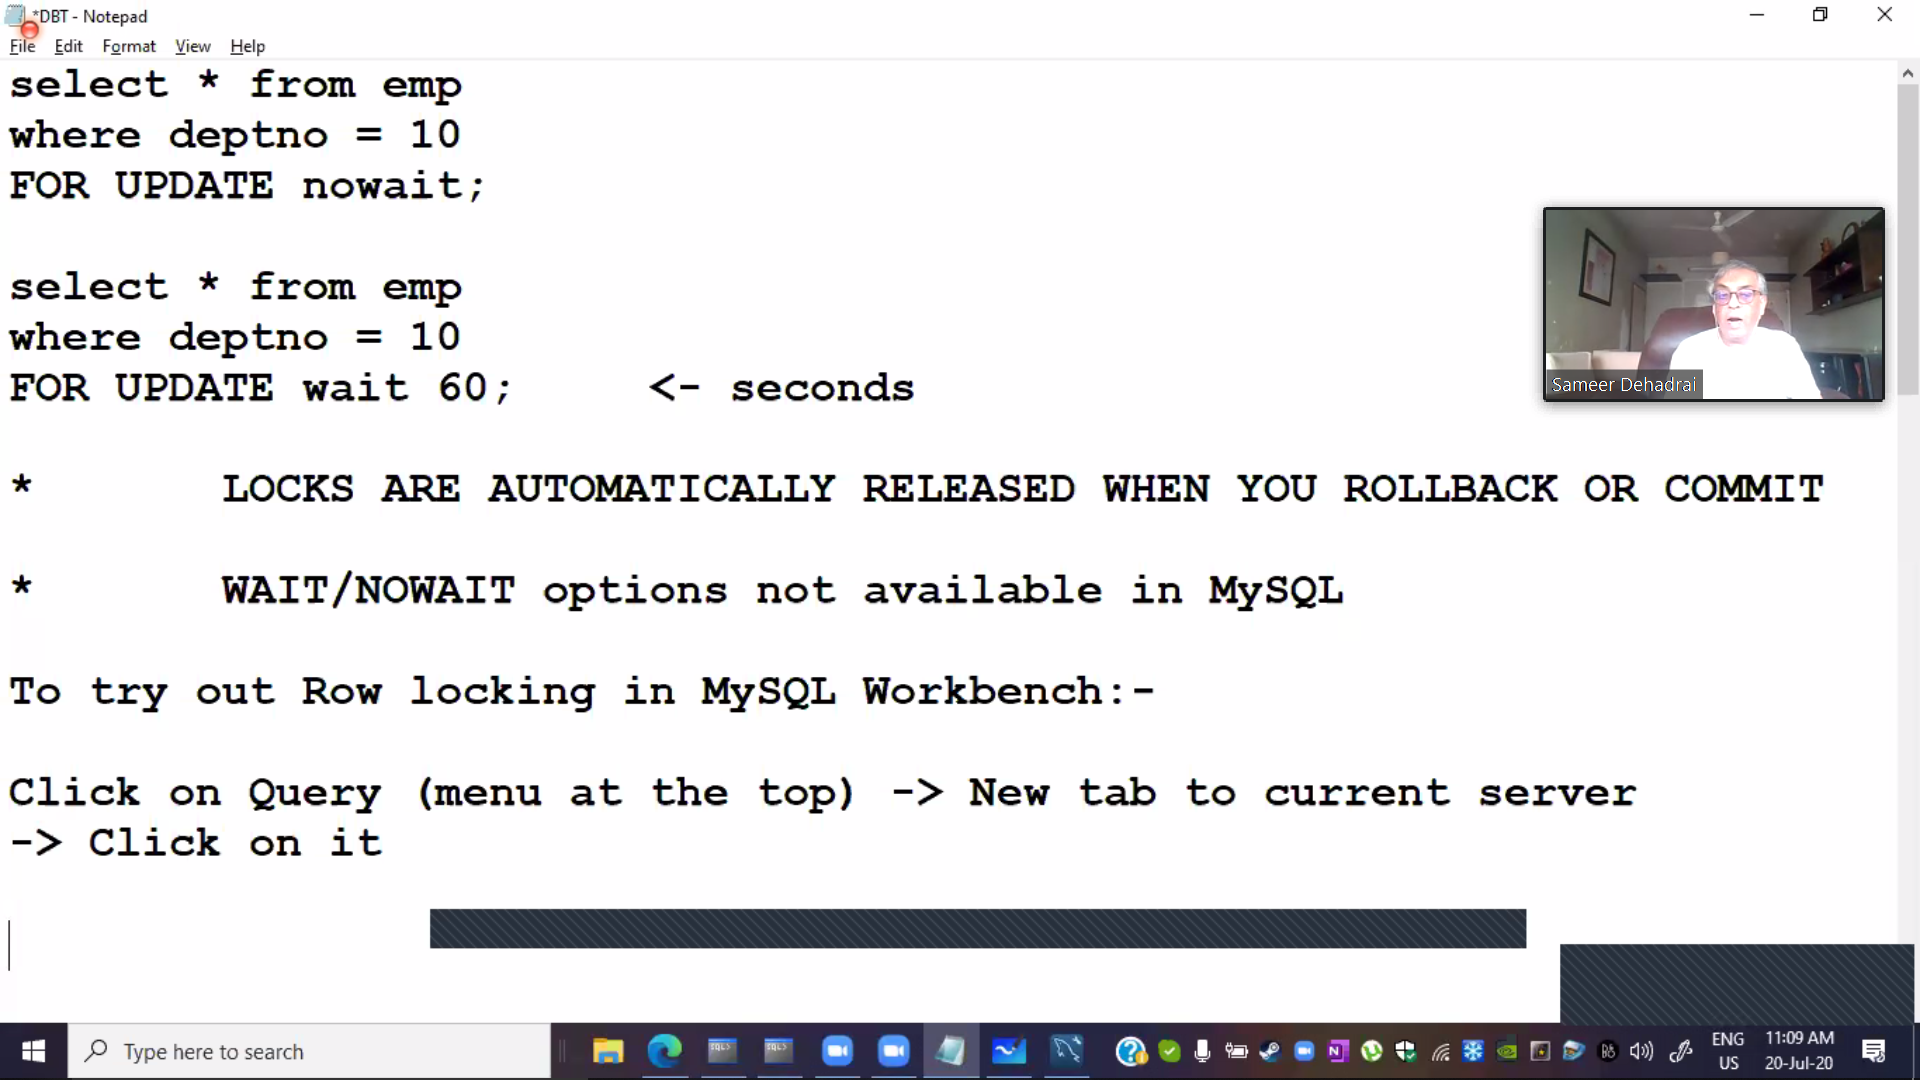 *DBT - Notepad
File Edit Format View Help
select * from emp
where deptno = 10
FOR UPDATE nowait;
select * from emp
where deptno = 10
FOR UPDATE wait 60; <- seconds
Sameer Dehadrai
* LOCKS ARE AUTOMATICALLY RELEASED WHEN YOU ROLLBACK OR COMMIT
* WAIT/NOWAIT options not available in MySQL
To try out Row locking in MySQL Workbench:-
Click on Query (menu at the top) -> New tab to current server
-> Click on it
Type here to search
ENG
US
11:09 AM
20-Jul-20